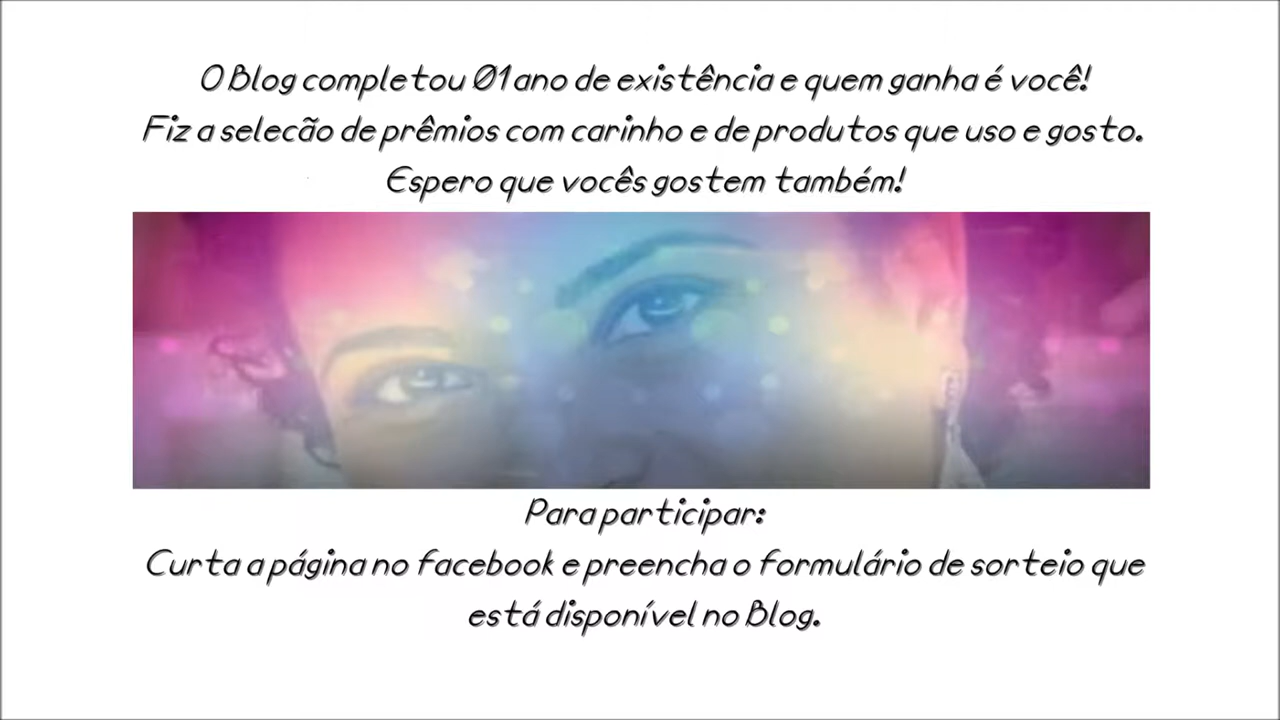 O Blog completou 01 ano de existência e quem ganha é você!
Fiz a selecão de prêmios com carinho e de produtos que uso e gosto.
Espero que vocês gostem também!
Para participar:
Curta a página no facebook e preencha o formulário de sorteio que
está disponível no Blog.